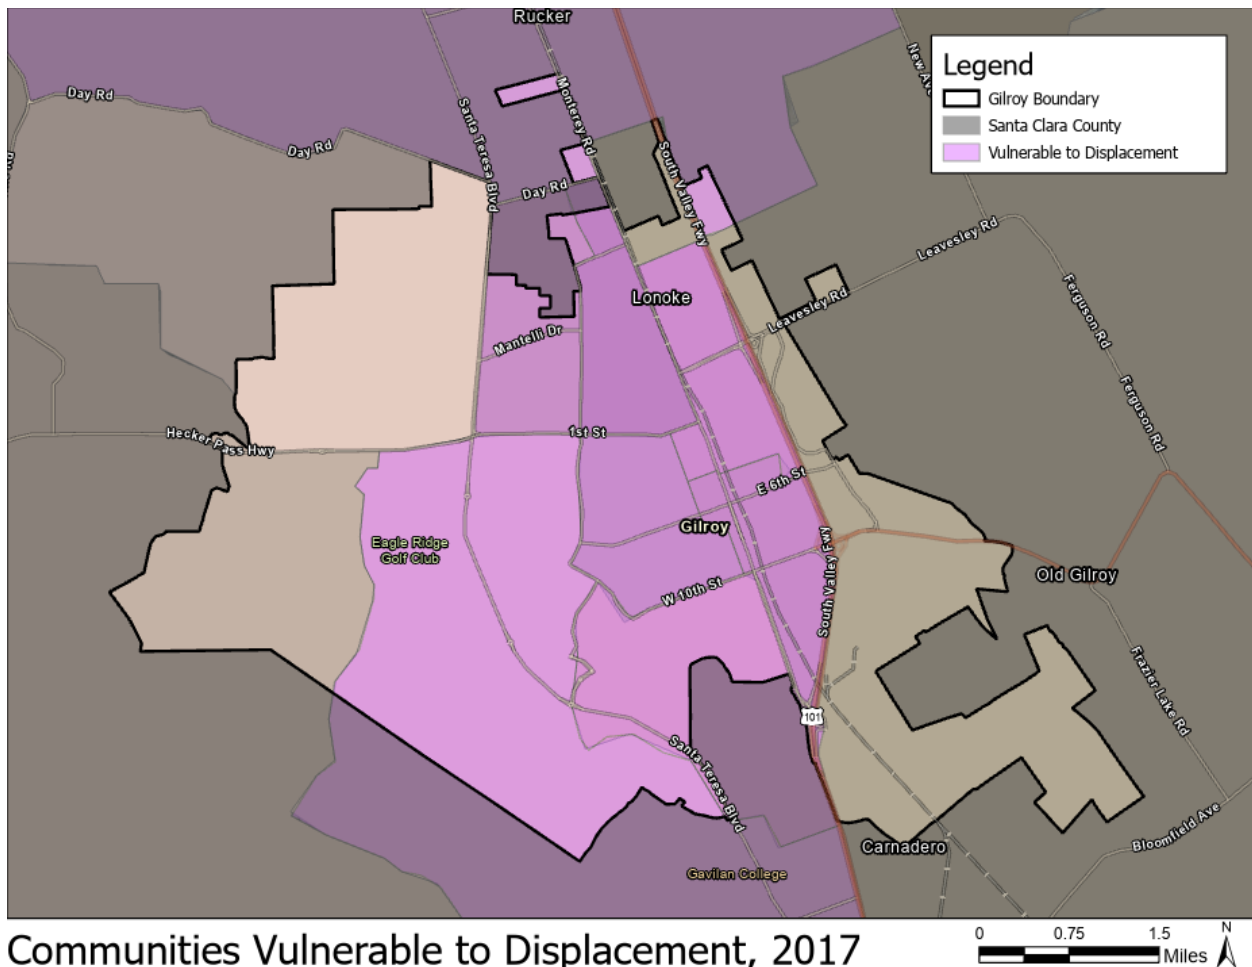 Rucker
Legend
Gilroy Boundary
Santa Clara County
Vulnerable to Displacement
Day Rd
Day Rd
Day Rd
Santa Teresa Blvd
Monterey Rd
South Valley Fwy
New Ave
Leavesley Rd
Leavesley Rd
Ferguson Rd
Ferguson Rd
Lonoke
Mantelli Dr
Hecker Pass Hwy
1st St
E 6th St
Gilroy
Eagle Ridge
Golf Club
W 10th St
South Valley Fwy
Old Gilroy
Frazier Lake Rd
101
Santa Teresa Blvd
Carnadero
Bloomfield Ave
Gavilan College
Communities Vulnerable to Displacement, 2017
0 0.75 1.5
Miles
N